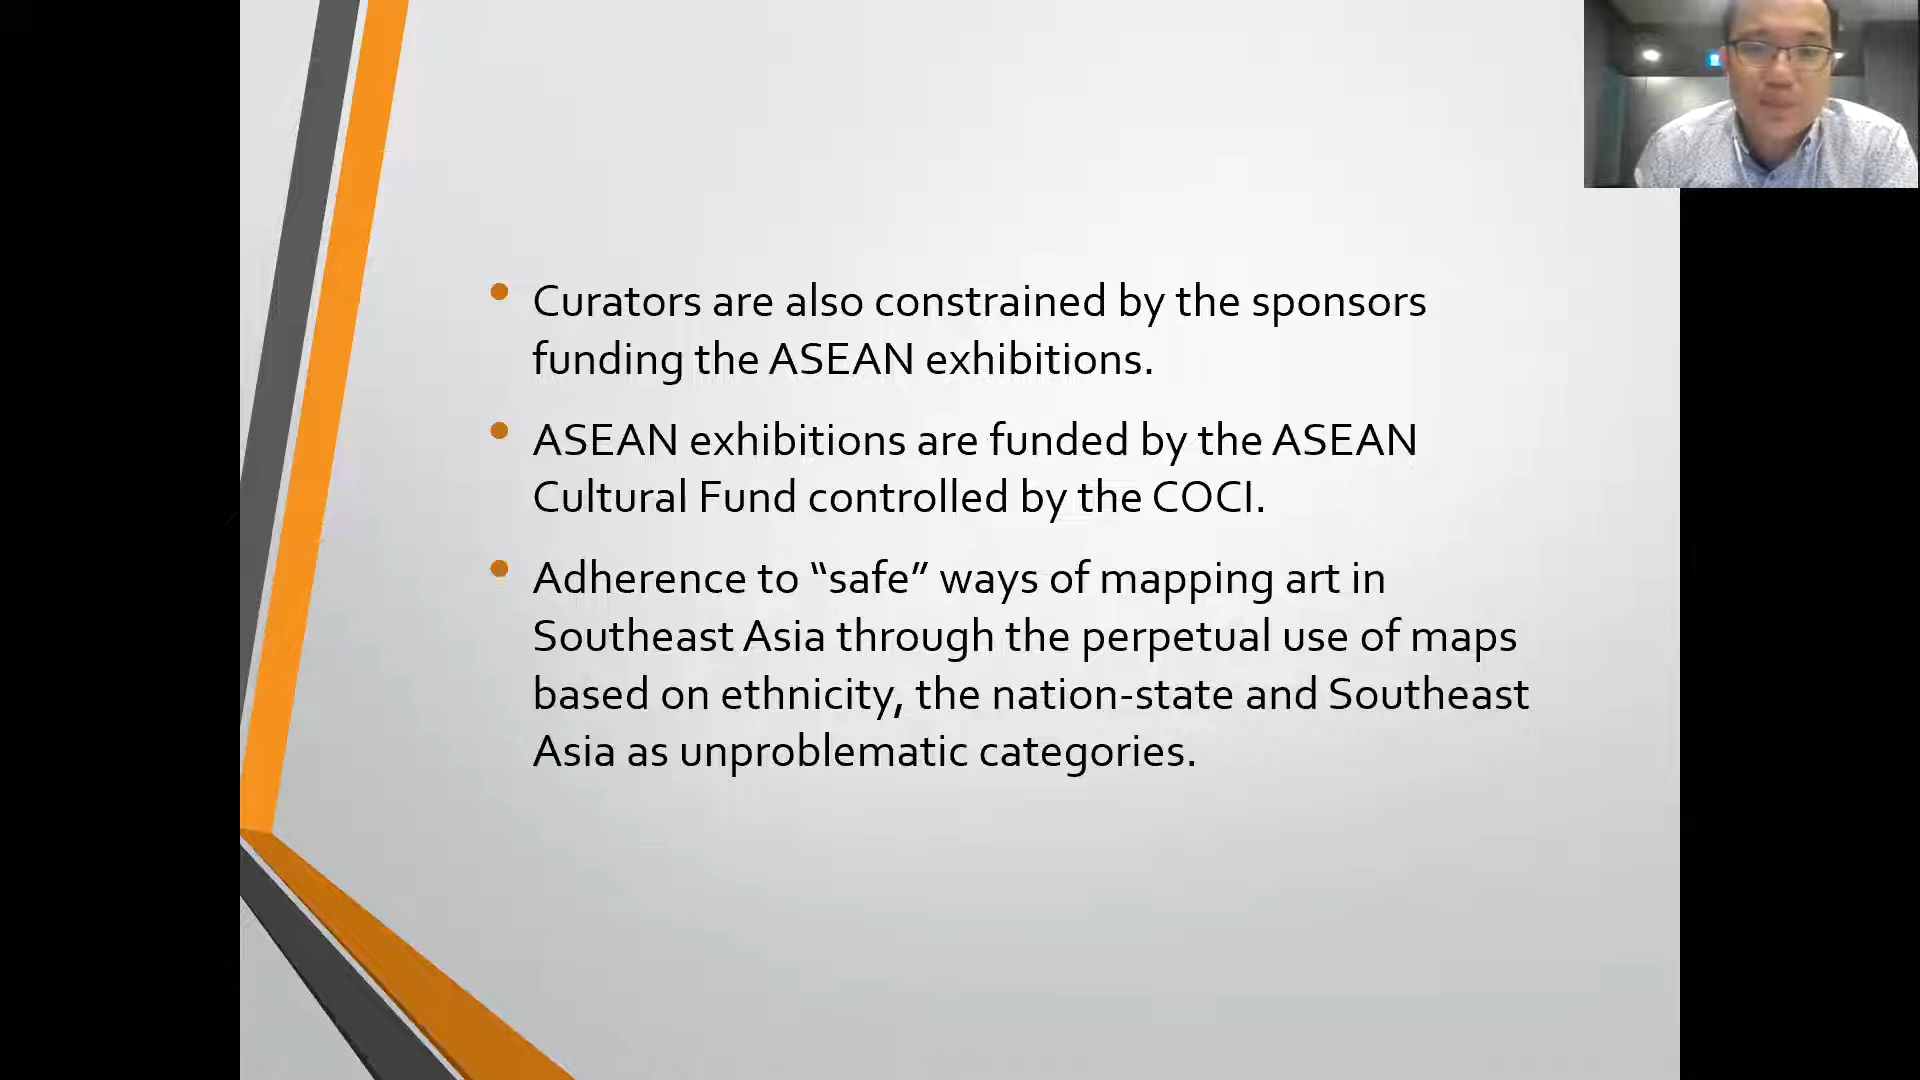 Curators are also constrained by the sponsors
funding the ASEAN exhibitions.
ASEAN exhibitions are funded by the ASEAN
Cultural Fund controlled by the COCI.
Adherence to “safe” ways of mapping art in
Southeast Asia through the perpetual use of maps
based on ethnicity, the nation-state and Southeast
Asia as unproblematic categories.